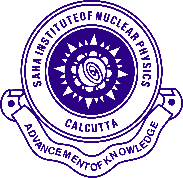 SAHA INSTITUTE OF NUCLEAR PHYSICS
CALCUTTA
ADVANCEMENT OF KNOWLEDGE